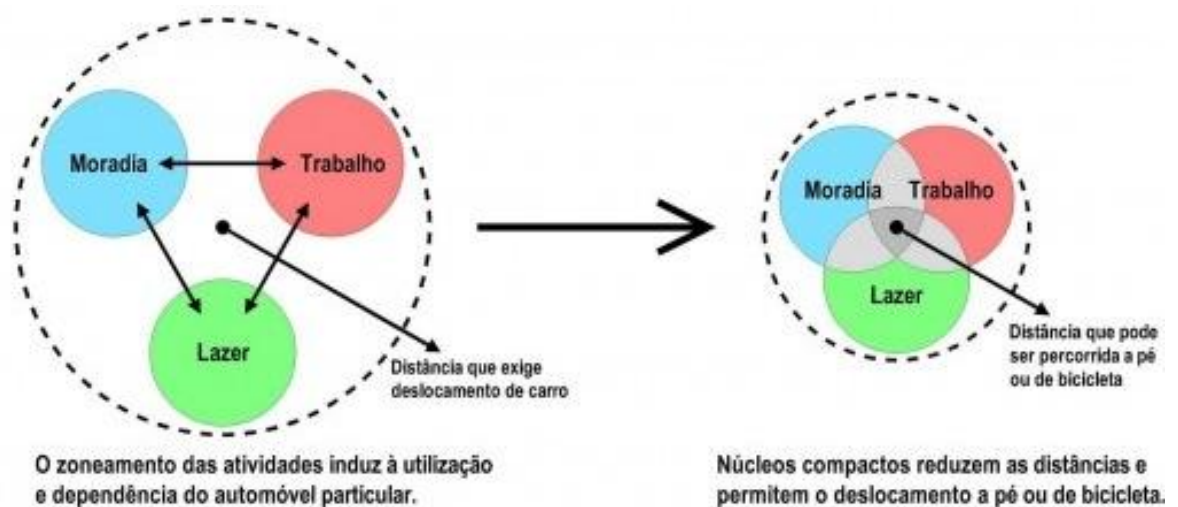 Moradia
Trabalho
Lazer
Distância que exige
deslocamento de carro
O zoneamento das atividades induz à utilização
e dependência do automóvel particular.
Moradia
Trabalho
Lazer
Distância que pode
ser percorrida a pé
ou de bicicleta
Núcleos compactos reduzem as distâncias e
permitem o deslocamento a pé ou de bicicleta.